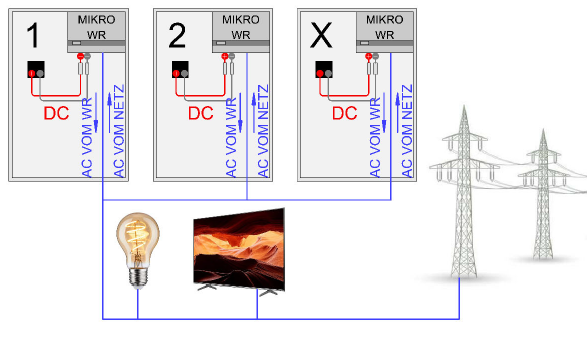 1
MIKRO
WR
DC
AC VOM WR
AC VOM NETZ
2
MIKRO
WR
DC
AC VOM WR
AC VOM NETZ
X
MIKRO
WR
DC
AC VOM WR
AC VOM NETZ